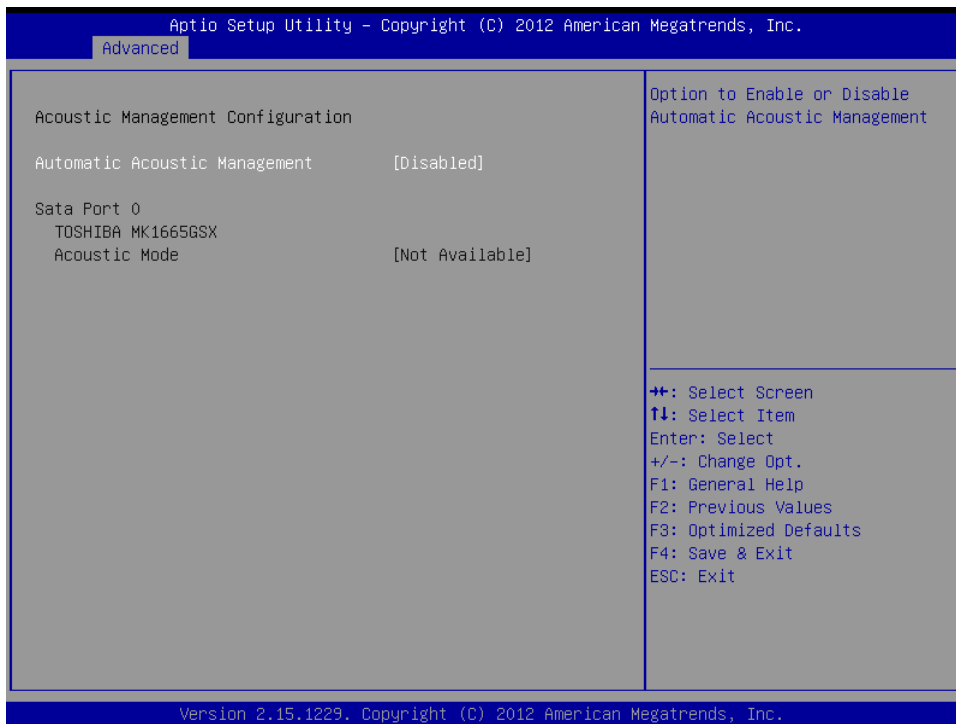 Aptio Setup Utility – Copyright (C) 2012 American Megatrends, Inc.
Advanced
Acoustic Management Configuration
Automatic Acoustic Management [Disabled]
Sata Port 0
TOSHIBA MK1665GSX
Acoustic Mode [Not Available]
Option to Enable or Disable
Automatic Acoustic Management
→←: Select Screen
↑↓: Select Item
Enter: Select
+/-: Change Opt.
F1: General Help
F2: Previous Values
F3: Optimized Defaults
F4: Save & Exit
ESC: Exit
Version 2.15.1229. Copyright (C) 2012 American Megatrends, Inc.